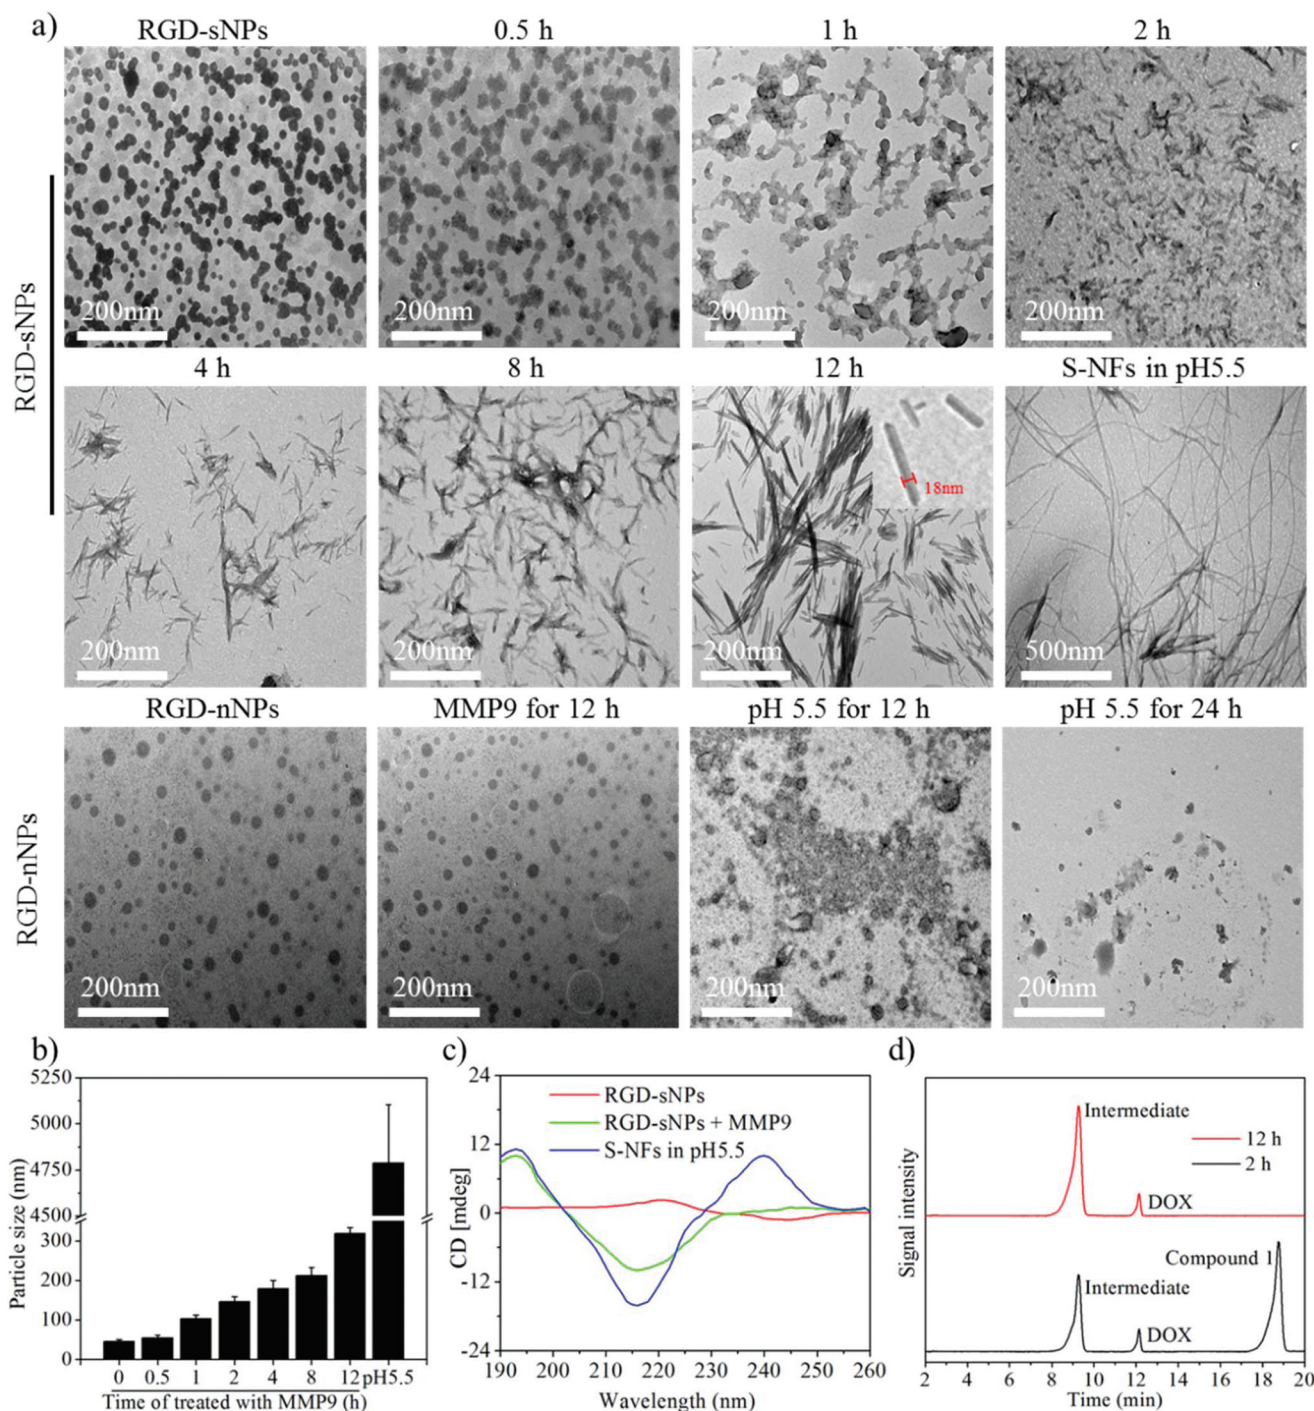 a)
RGD-sNPs
0.5 h
1 h
2 h
RGD-sNPs
200nm
200nm
200nm
200nm
4 h
8 h
12 h
S-NFs in pH5.5
18nm
200nm
200nm
200nm
500nm
RGD-nNPs
MMP9 for 12 h
pH 5.5 for 12 h
pH 5.5 for 24 h
RGD-nNPs
200nm
200nm
200nm
200nm
b)
5250
5000
4750
4500
300
200
100
0
Particle size (nm)
0 0.5 1 2 4 8 12 pH5.5
Time of treated with MMP9 (h)
c)
24
12
0
-12
-24
CD [mdeg]
RGD-sNPs
RGD-sNPs + MMP9
S-NFs in pH5.5
190 200 210 220 230 240 250 260
Wavelength (nm)
d)
Signal intensity
Intermediate
12 h
2 h
DOX
Compound 1
Intermediate
DOX
2 4 6 8 10 12 14 16 18 20
Time (min)